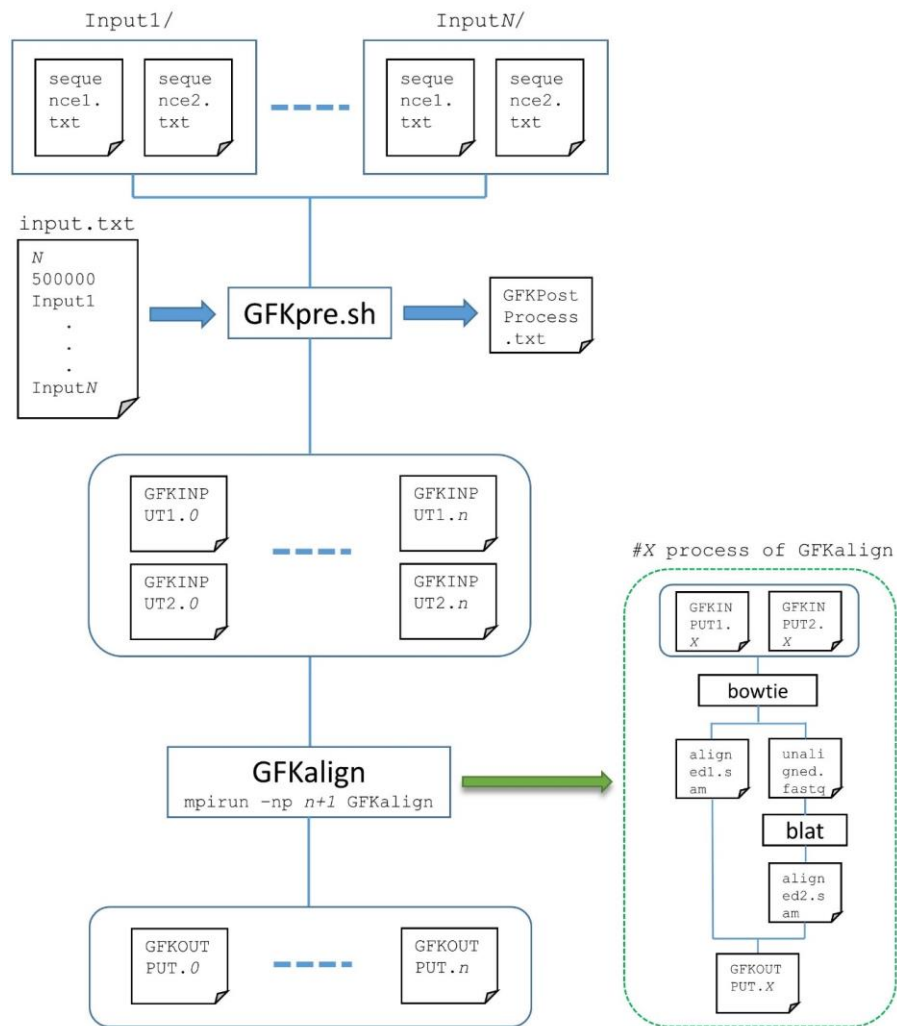 Input1/
InputN/
seque
nce1.
txt
seque
nce2.
txt
seque
nce1.
txt
seque
nce2.
txt
input.txt
N
500000
Input1
.
.
.
InputN
GFKpre.sh
GFKPost
Process
.txt
GFKINP
UT1.0
GFKINP
UT1.n
GFKINP
UT2.0
GFKINP
UT2.n
GFKalign
mpirun –np n+1 GFKalign
GFKOUT
PUT.0
GFKOUT
PUT.n
#X process of GFKalign
GFKIN
PUT1.
X
GFKIN
PUT2.
X
bowtie
align
ed1.s
am
unali
gned.
fastq
blat
align
ed2.s
am
GFKOUT
PUT.X